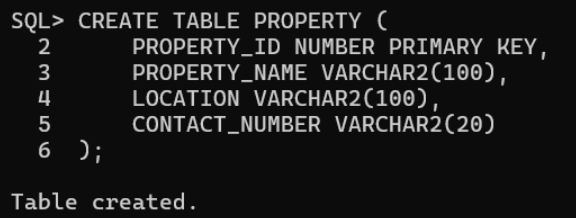 SQL> CREATE TABLE PROPERTY (
  2      PROPERTY_ID NUMBER PRIMARY KEY,
  3      PROPERTY_NAME VARCHAR2(100),
  4      LOCATION VARCHAR2(100),
  5      CONTACT_NUMBER VARCHAR2(20)
  6  );

Table created.